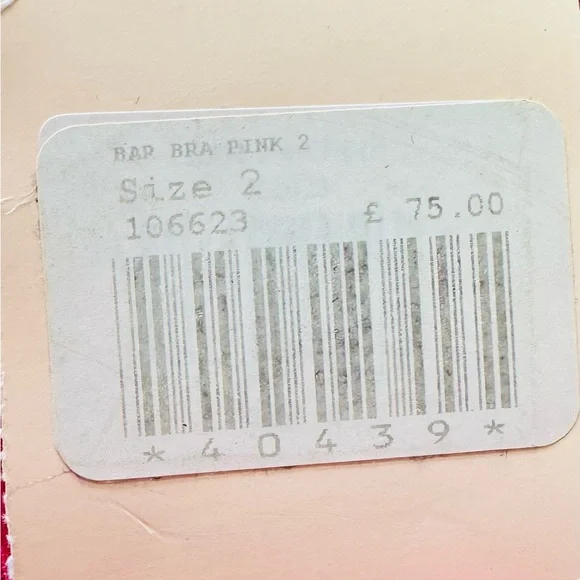 BAR BRA PINK 2
Size 2
106623 £ 75.00
*40439*